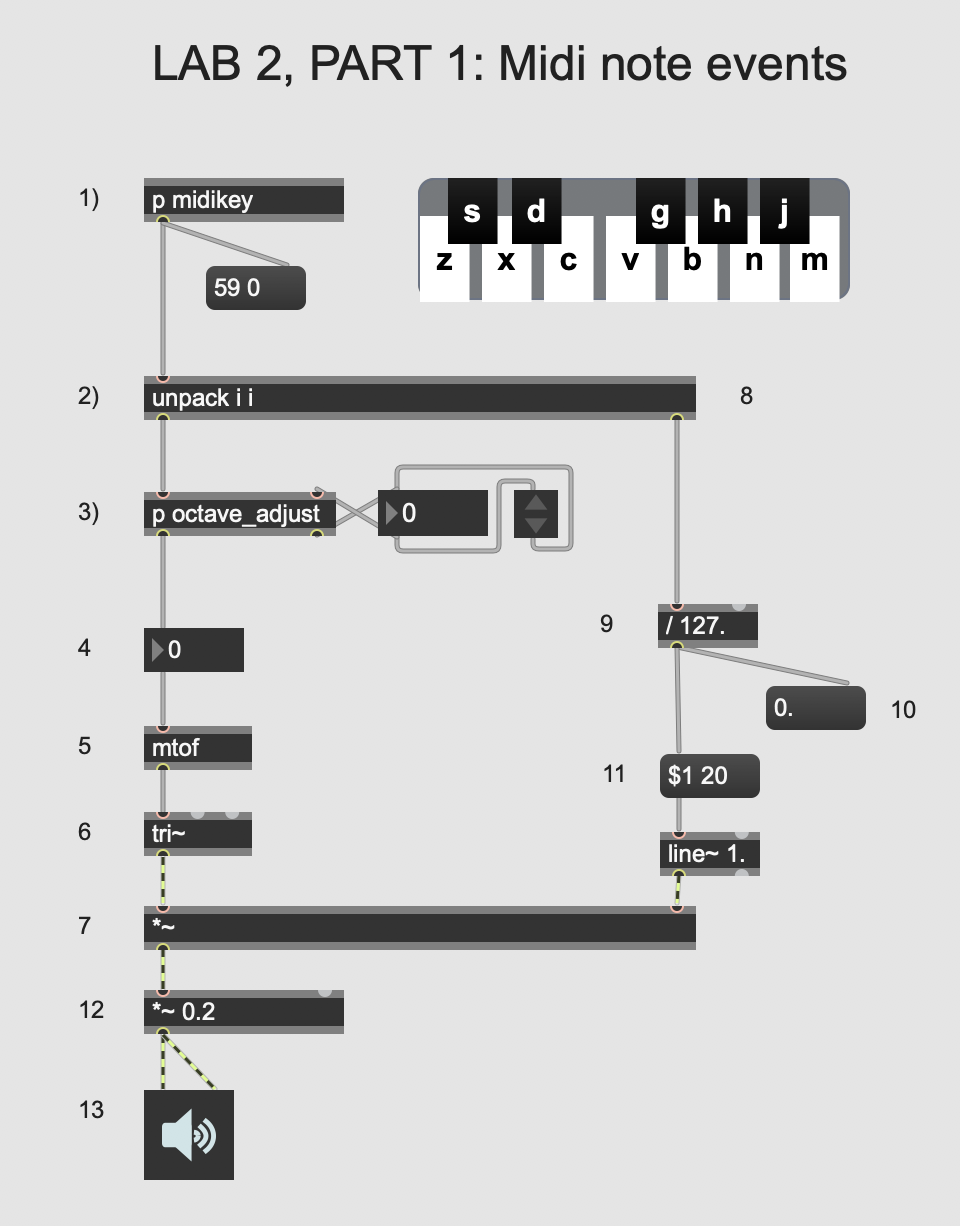 LAB 2, PART 1: Midi note events
1)
p midikey
s d g h j
z x c v b n m
59 0
2)
unpack i i
8
3)
p octave_adjust
0
9
/ 127.
4
0
0.
10
5
mtof
11
$1 20
6
tri~
line~ 1.
7
*~
12
*~ 0.2
13